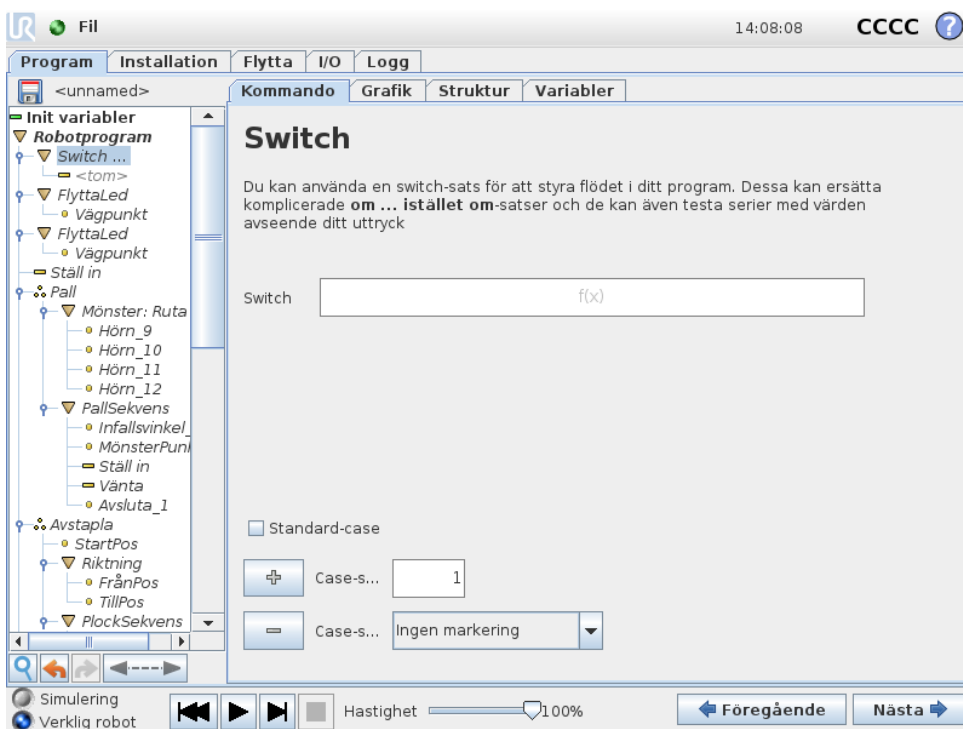 UR Fil 14:08:08 CCCC ?
Program Installation Flytta I/O Logg
<unnamed>
Kommando Grafik Struktur Variabler
Init variabler
Robotprogram
Switch ...
<tom>
FlyttaLed
Vägpunkt
FlyttaLed
Vägpunkt
Ställ in
Pall
Mönster: Ruta
Hörn_9
Hörn_10
Hörn_11
Hörn_12
PallSekvens
Infallsvinkel_
MönsterPun
Ställ in
Vänta
Avsluta_1
Avstapla
StartPos
Riktning
FrånPos
TillPos
PlockSekvens
Switch
Du kan använda en switch-sats för att styra flödet i ditt program. Dessa kan ersätta
komplicerade om ... istället om-satser och de kan även testa serier med värden
avseende ditt uttryck
Switch f(x)
Standard-case
Case-s... 1
Case-s... Ingen markering
Simulering
Verklig robot
Hastighet 100%
Föregående Nästa